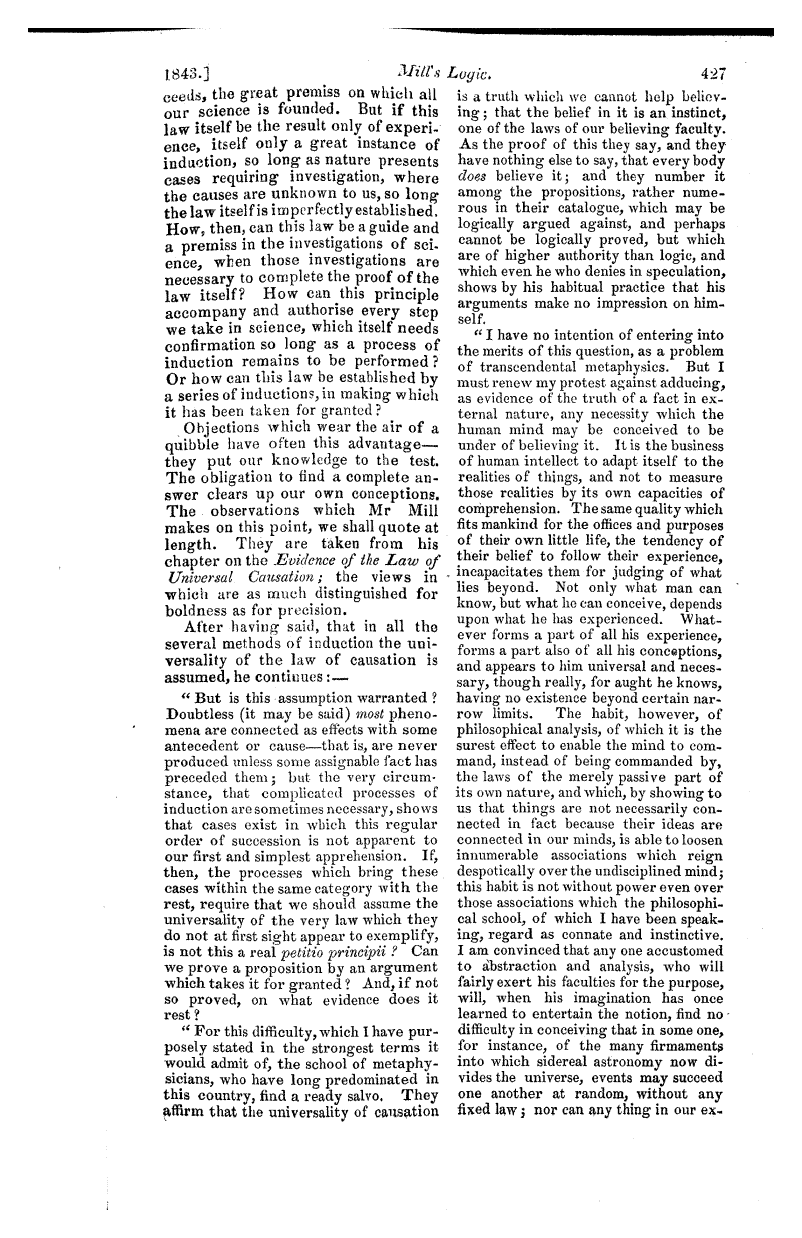 1843.] Mill's Logic. 427
ceeds, the great premiss on which all
our science is founded. But if this
law itself be the result only of experi-
ence, itself only a great instance of
induction, so long as nature presents
cases requiring investigation, where
the causes are unknown to us, so long
the law itself is imperfectly established.
How, then, can this law be a guide and
a premiss in the investigations of sci-
ence, when those investigations are
necessary to complete the proof of the
law itself? How can this principle
accompany and authorise every step
we take in science, which itself needs
confirmation so long as a process of
induction remains to be performed?
Or how can this law be established by
a series of inductions, in making which
it has been taken for granted?
Objections which wear the air of a
quibble have often this advantage—
they put our knowledge to the test.
The obligation to find a complete an-
swer clears up our own conceptions.
The observations which Mr Mill
makes on this point, we shall quote at
length. They are taken from his
chapter on the Evidence of the Law of
Universal Causation; the views in
which are as much distinguished for
boldness as for precision.
After having said, that in all the
several methods of induction the uni-
versality of the law of causation is
assumed, he continues:—
“But is this assumption warranted?
Doubtless (it may be said) most pheno-
mena are connected as effects with some
antecedent or cause—that is, are never
produced unless some assignable fact has
preceded them; but the very circum-
stance, that complicated processes of
induction are sometimes necessary, shows
that cases exist in which this regular
order of succession is not apparent to
our first and simplest apprehension. If,
then, the processes which bring these
cases within the same category with the
rest, require that we should assume the
universality of the very law which they
do not at first sight appear to exemplify,
is not this a real petitio principii? Can
we prove a proposition by an argument
which takes it for granted? And, if not
so proved, on what evidence does it
rest?
“For this difficulty, which I have pur-
posely stated in the strongest terms it
would admit of, the school of metaphy-
sicians, who have long predominated in
this country, find a ready salvo. They
affirm that the universality of causation
is a truth which we cannot help believ-
ing; that the belief in it is an instinct,
one of the laws of our believing faculty.
As the proof of this they say, and they
have nothing else to say, that every body
does believe it; and they number it
among the propositions, rather nume-
rous in their catalogue, which may be
logically argued against, and perhaps
cannot be logically proved, but which
are of higher authority than logic, and
which even he who denies in speculation,
shows by his habitual practice that his
arguments make no impression on him-
self.
“I have no intention of entering into
the merits of this question, as a problem
of transcendental metaphysics. But I
must renew my protest against adducing,
as evidence of the truth of a fact in ex-
ternal nature, any necessity which the
human mind may be conceived to be
under of believing it. It is the business
of human intellect to adapt itself to the
realities of things, and not to measure
those realities by its own capacities of
comprehension. The same quality which
fits mankind for the offices and purposes
of their own little life, the tendency of
their belief to follow their experience,
incapacitates them for judging of what
lies beyond. Not only what man can
know, but what he can conceive, depends
upon what he has experienced. What-
ever forms a part of all his experience,
forms a part also of all his conceptions,
and appears to him universal and neces-
sary, though really, for aught he knows,
having no existence beyond certain nar-
row limits. The habit, however, of
philosophical analysis, of which it is the
surest effect to enable the mind to com-
mand, instead of being commanded by,
the laws of the merely passive part of
its own nature, and which, by showing to
us that things are not necessarily con-
nected in fact because their ideas are
connected in our minds, is able to loosen
innumerable associations which reign
despotically over the undisciplined mind;
this habit is not without power even over
those associations which the philosophi-
cal school, of which I have been speak-
ing, regard as connate and instinctive.
I am convinced that any one accustomed
to abstraction and analysis, who will
fairly exert his faculties for the purpose,
will, when his imagination has once
learned to entertain the notion, find no
difficulty in conceiving that in some one,
for instance, of the many firmaments
into which sidereal astronomy now di-
vides the universe, events may succeed
one another at random, without any
fixed law; nor can any thing in our ex-